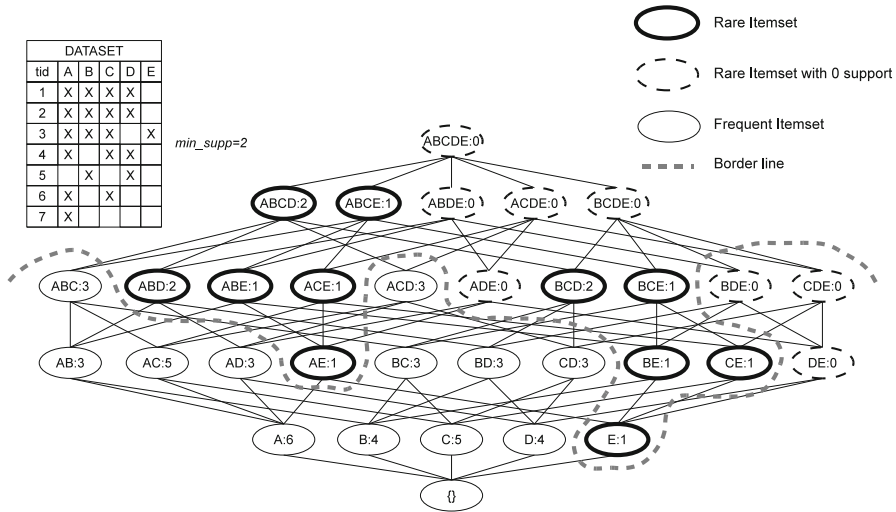 Rare Itemset
DATASET
tid A B C D E
1 X X X X
2 X X X X
3 X X X X
4 X X X
5 X X
6 X X
7 X
min_supp=2
Rare Itemset with 0 support
Frequent Itemset
Border line
ABCDE:0
ABCD:2 ABCE:1 ABDE:0 ACDE:0 BCDE:0
ABC:3 ABD:2 ABE:1 ACE:1 ACD:3 ADE:0 BCD:2 BCE:1 BDE:0 CDE:0
AB:3 AC:5 AD:3 AE:1 BC:3 BD:3 CD:3 BE:1 CE:1 DE:0
A:6 B:4 C:5 D:4 E:1
{}